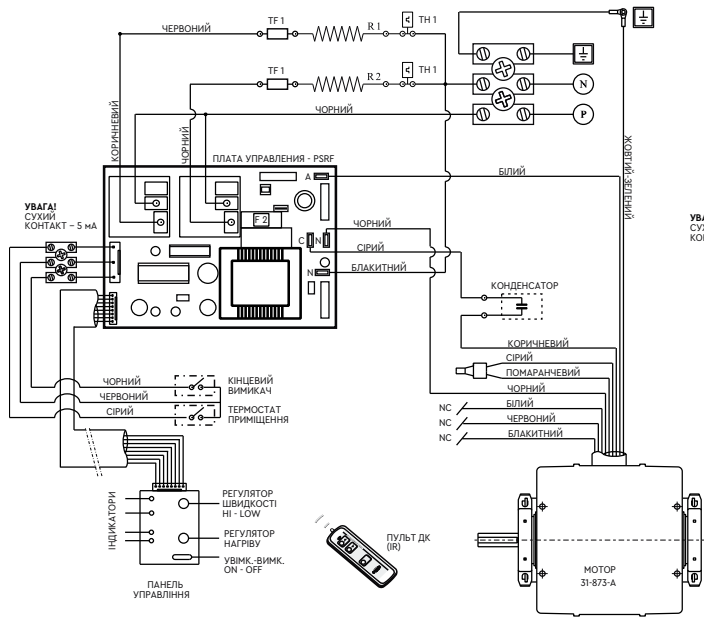 ЧЕРВОНИЙ
TF 1
R 1
TH 1
TF 1
R 2
TH 1
N
ЧОРНИЙ
P
КОРИЧНЕВИЙ
ЧОРНИЙ
ЖОВТИЙ-ЗЕЛЕНИЙ
ПЛАТА УПРАВЛЕНИЯ - PSRF
A
БІЛИЙ
УВАГА!
СУХИЙ
КОНТАКТ – 5 мА
F 2
ЧОРНИЙ
C
N
СІРИЙ
N
БЛАКИТНИЙ
КОНДЕНСАТОР
КОРИЧНЕВИЙ
СІРИЙ
ПОМАРАНЧЕВИЙ
ЧОРНИЙ
NC
БІЛИЙ
NC
ЧЕРВОНИЙ
NC
БЛАКИТНИЙ
ЧОРНИЙ
КІНЦЕВИЙ
ВИМИКАЧ
ЧЕРВОНИЙ
СІРИЙ
ТЕРМОСТАТ
ПРИМІЩЕННЯ
ІНДИКАТОРИ
РЕГУЛЯТОР
ШВИДКОСТІ
HI - LOW
РЕГУЛЯТОР
НАГРІВУ
УВІМК.-ВИМК.
ON - OFF
ПАНЕЛЬ
УПРАВЛІННЯ
ПУЛЬТ ДК
(IR)
МОТОР
31-873-A